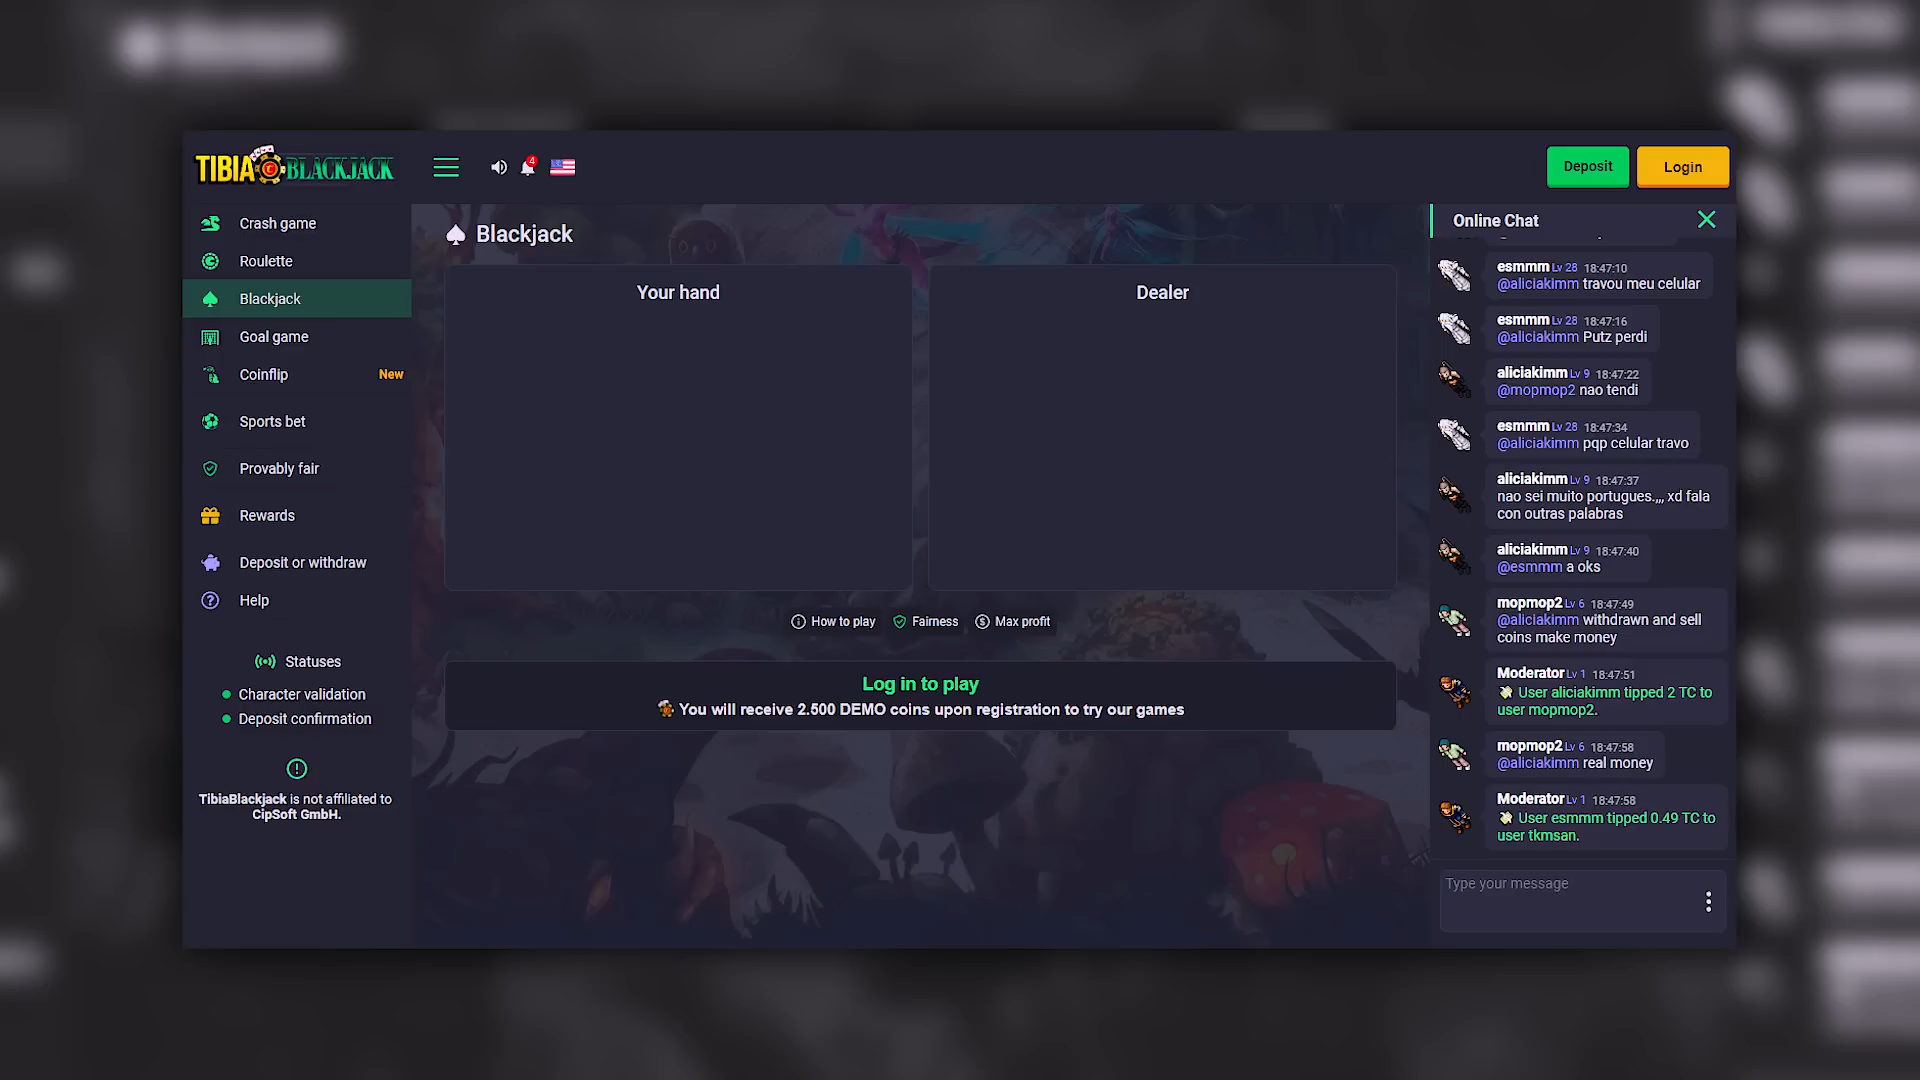 TIBIA BLACKJACK
4
Deposit
Login
Crash game
Roulette
Blackjack
Goal game
Coinflip New
Sports bet
Provably fair
Rewards
Deposit or withdraw
Help
Statuses
Character validation
Deposit confirmation
TibiaBlackjack is not affiliated to
CipSoft GmbH.
Blackjack
Your hand
Dealer
How to play Fairness Max profit
Log in to play
You will receive 2.500 DEMO coins upon registration to try our games
Online Chat
esmmm Lv 28 18:47:10
@aliciakimm travou meu celular
esmmm Lv 28 18:47:16
@aliciakimm Putz perdi
aliciakimm Lv 9 18:47:22
@mopmop2 nao tendi
esmmm Lv 28 18:47:34
@aliciakimm pqp celular travo
aliciakimm Lv 9 18:47:37
nao sei muito portugues.,,, xd fala
con outras palabras
aliciakimm Lv 9 18:47:40
@esmmm a oks
mopmop2 Lv 6 18:47:49
@aliciakimm withdrawn and sell
coins make money
Moderator Lv 1 18:47:51
User aliciakimm tipped 2 TC to
user mopmop2.
mopmop2 Lv 6 18:47:58
@aliciakimm real money
Moderator Lv 1 18:47:58
User esmmm tipped 0.49 TC to
user tkmsan.
Type your message